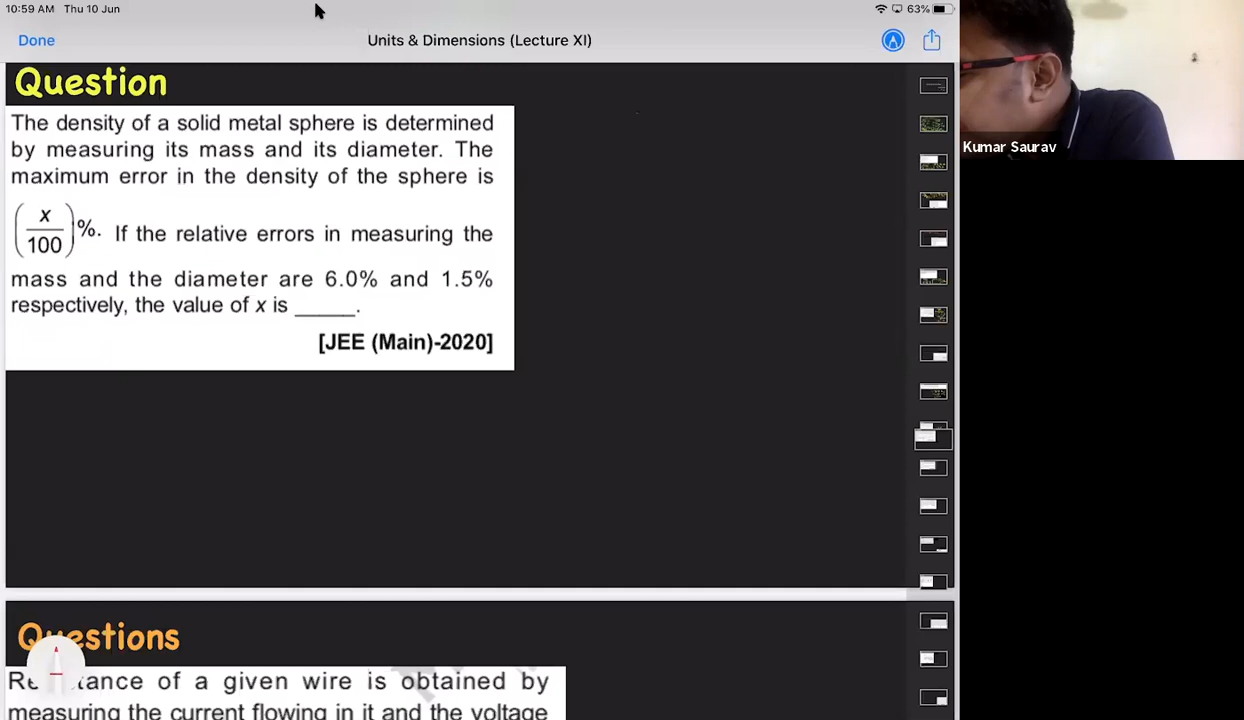 10:59 AM Thu 10 Jun
63%
Done
Units & Dimensions (Lecture XI)
Question
The density of a solid metal sphere is determined
by measuring its mass and its diameter. The
maximum error in the density of the sphere is
(x/100)%. If the relative errors in measuring the
mass and the diameter are 6.0% and 1.5%
respectively, the value of x is _____.
[JEE (Main)-2020]
Kumar Saurav
Questions
of a given wire is obtained by
measuring the current flowing in it and the voltage